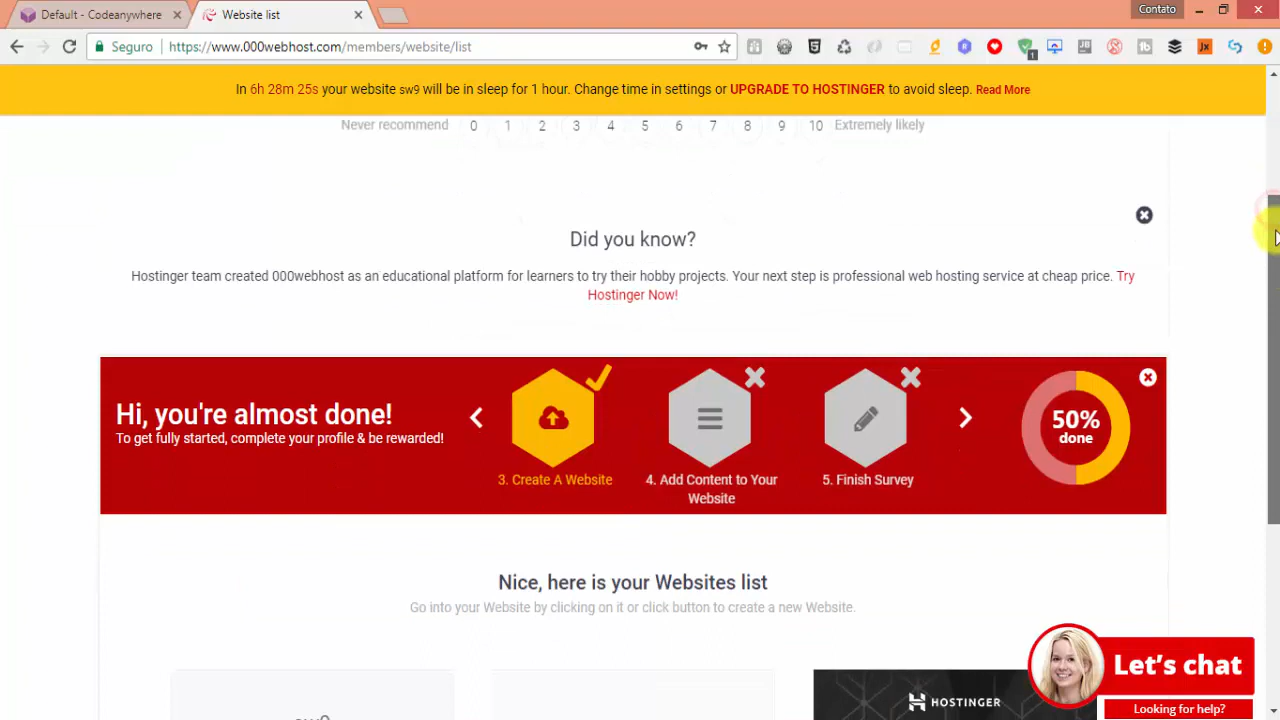 Default - Codeanywhere
Website list
Contato
Seguro https://www.000webhost.com/members/website/list
In 6h 28m 25s your website sw9 will be in sleep for 1 hour. Change time in settings or UPGRADE TO HOSTINGER to avoid sleep. Read More
Never recommend 0 1 2 3 4 5 6 7 8 9 10 Extremely likely
Did you know?
Hostinger team created 000webhost as an educational platform for learners to try their hobby projects. Your next step is professional web hosting service at cheap price. Try
Hostinger Now!
Hi, you're almost done!
To get fully started, complete your profile & be rewarded!
3. Create A Website
4. Add Content to Your
Website
5. Finish Survey
50%
done
Nice, here is your Websites list
Go into your Website by clicking on it or click button to create a new Website.
HOSTINGER
Let's chat
Looking for help?